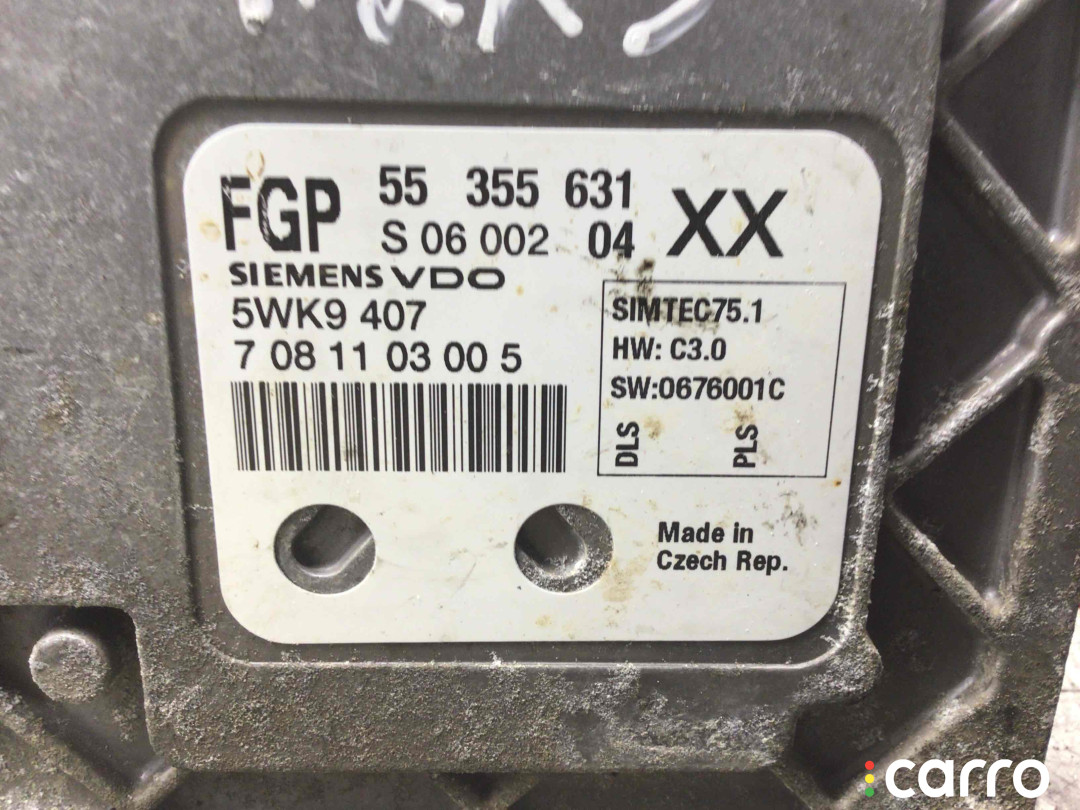 FGP 55 355 631 XX
S 06 002 04
SIEMENS VDO
5WK9 407
7 08 11 03 00 5
SIMTEC75.1
HW: C3.0
SW:0676001C
DLS PLS
Made in
Czech Rep.
carro